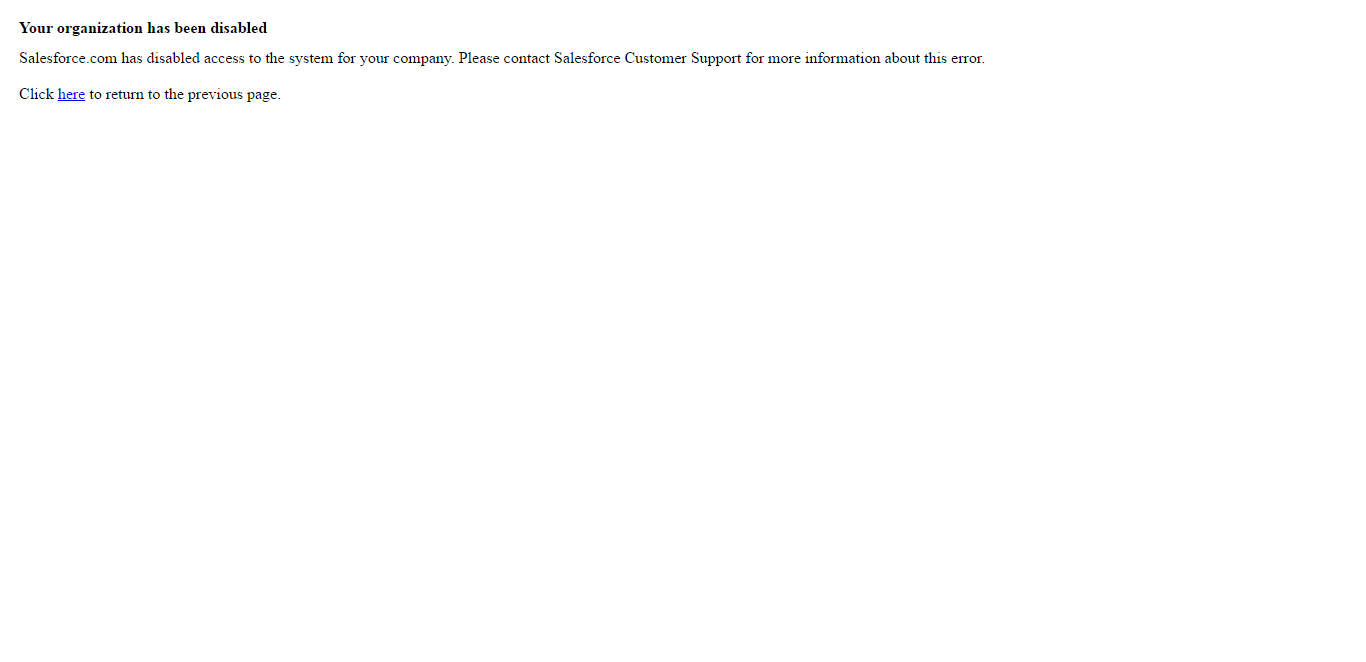 Your organization has been disabled
Salesforce.com has disabled access to the system for your company. Please contact Salesforce Customer Support for more information about this error.
Click here to return to the previous page.